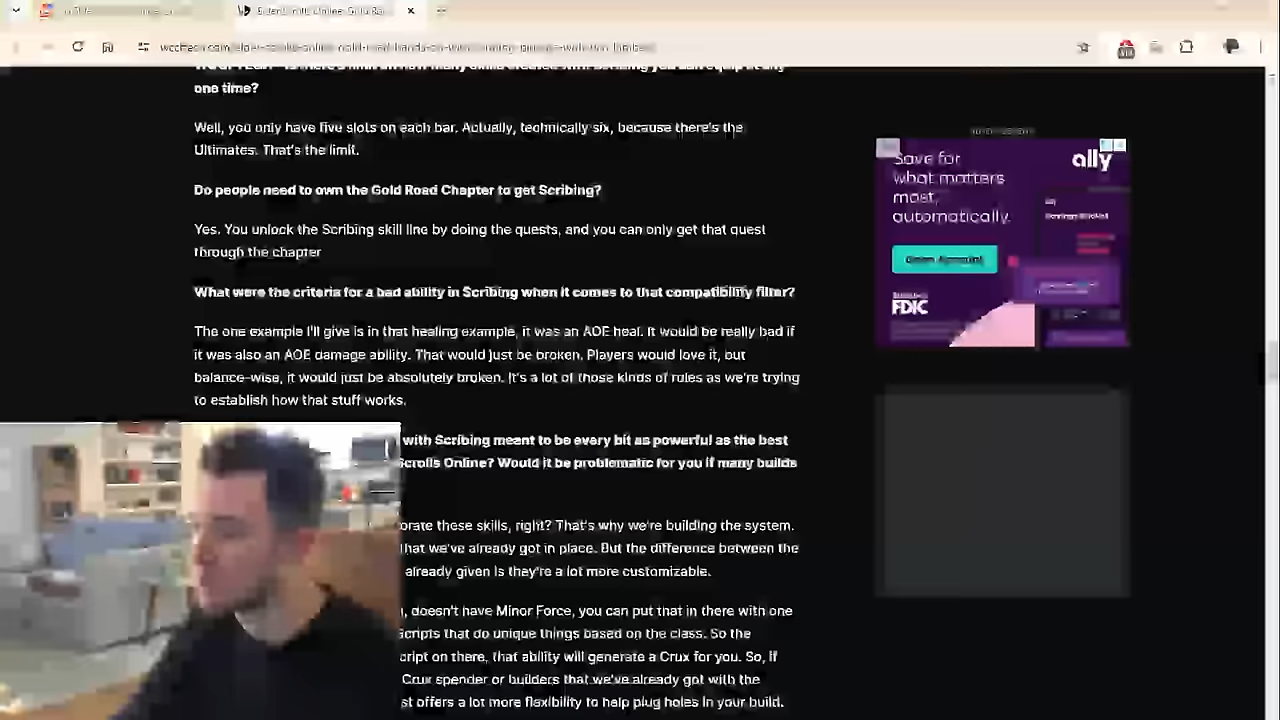 one time?
Well, you only have five slots on each bar. Actually, technically six, because there's the
Ultimates. That's the limit.
Do people need to own the Gold Road Chapter to get Scribing?
Yes. You unlock the Scribing skill line by doing the quests, and you can only get that quest
through the chapter
What were the criteria for a bad ability in Scribing when it comes to that compatibility filter?
The one example I'll give is in that healing example, it was an AOE heal. It would be really bad if
it was also an AOE damage ability. That would just be broken. Players would love it, but
balance-wise, it would just be absolutely broken. It's a lot of those kinds of rules as we're trying
to establish how that stuff works.
with Scribing meant to be every bit as powerful as the best
Scrolls Online? Would it be problematic for you if many builds
orate these skills, right? That's why we're building the system.
that we've already got in place. But the difference between the
already given is they're a lot more customizable.
, doesn't have Minor Force, you can put that in there with one
scripts that do unique things based on the class. So the
cript on there, that ability will generate a Crux for you. So, if
Crux spender or builders that we've already got with the
st offers a lot more flexibility to help plug holes in your build.
Save for
what matters
most,
automatically.
ally
Open Account
FDIC